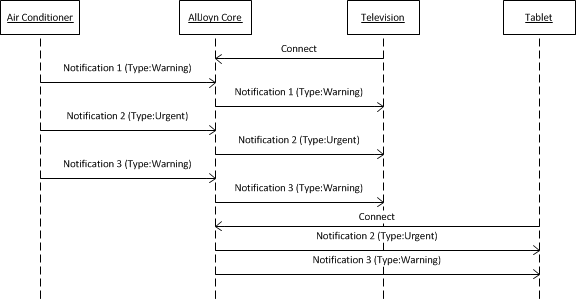 Air Conditioner
AllJoyn Core
Television
Tablet
Connect
Notification 1 (Type:Warning)
Notification 1 (Type:Warning)
Notification 2 (Type:Urgent)
Notification 2 (Type:Urgent)
Notification 3 (Type:Warning)
Notification 3 (Type:Warning)
Connect
Notification 2 (Type:Urgent)
Notification 3 (Type:Warning)